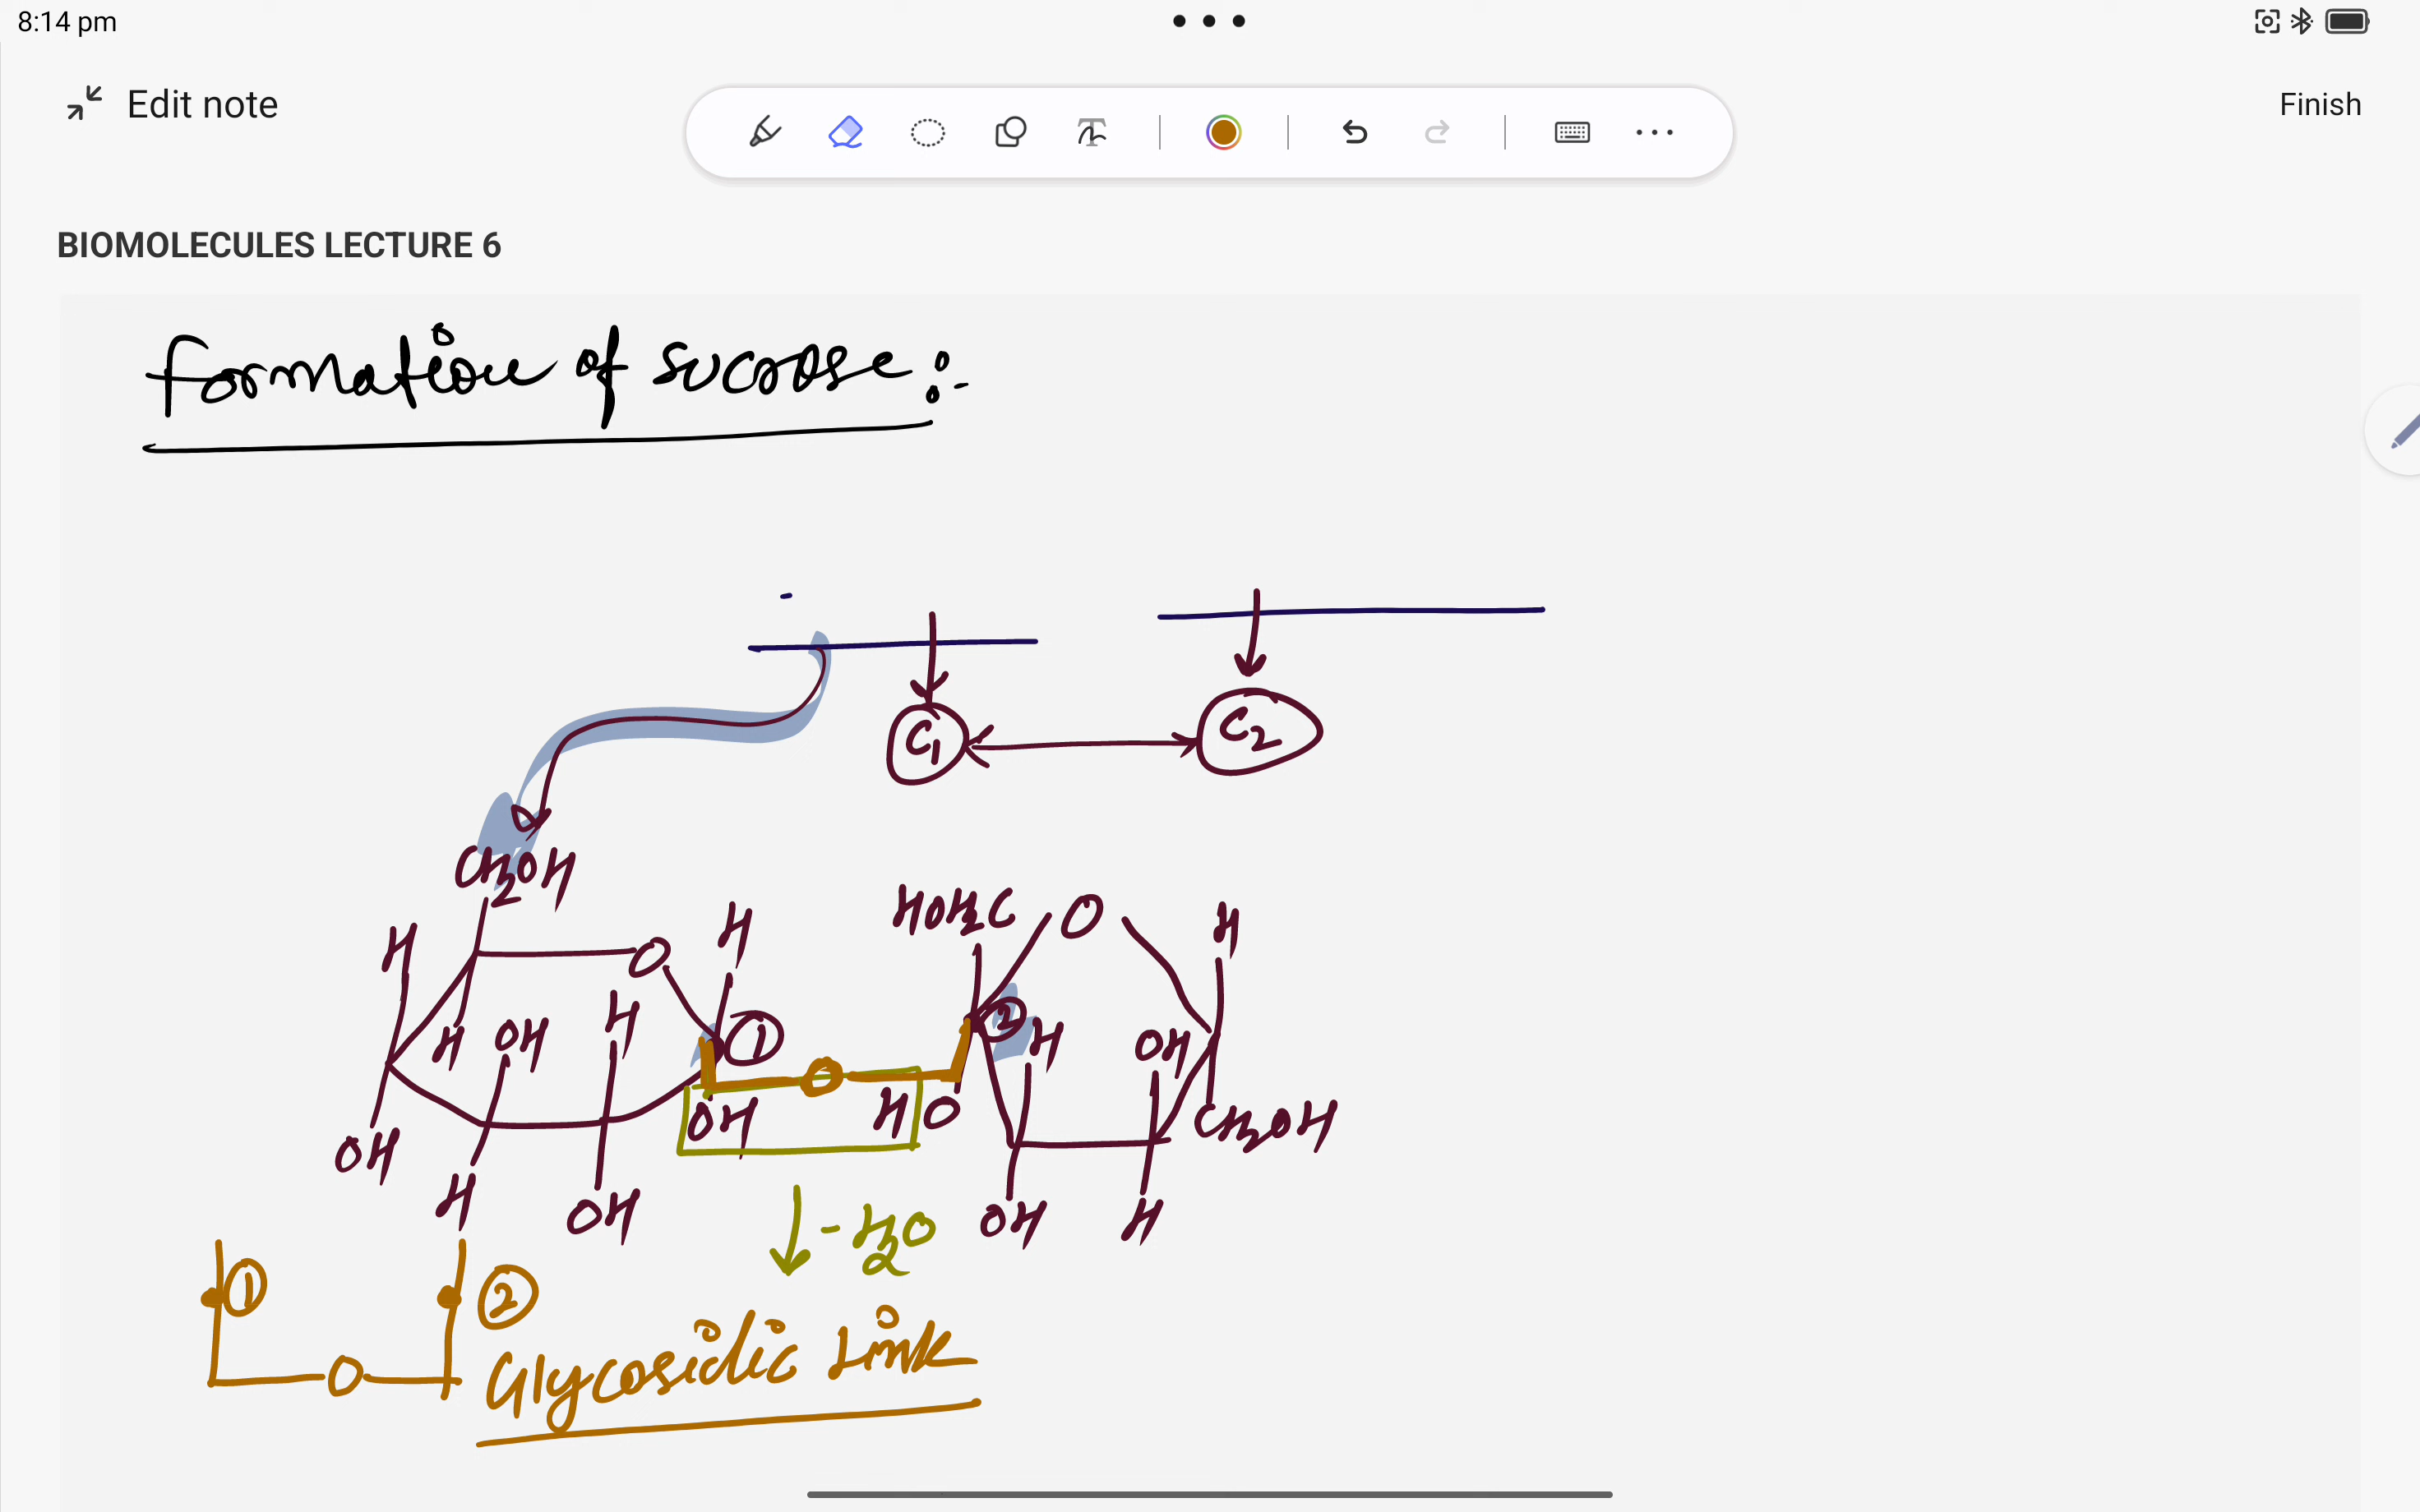 8:14 pm
Edit note
Finish
BIOMOLECULES LECTURE 6
Formation of sucrose:-
C1 C2
CH2OH
H O H HOH2C O H
H OH H 1 2 H OH
O
OH OH HO CH2OH
H OH OH H
-H2O
1 2
O Glycosidic Link